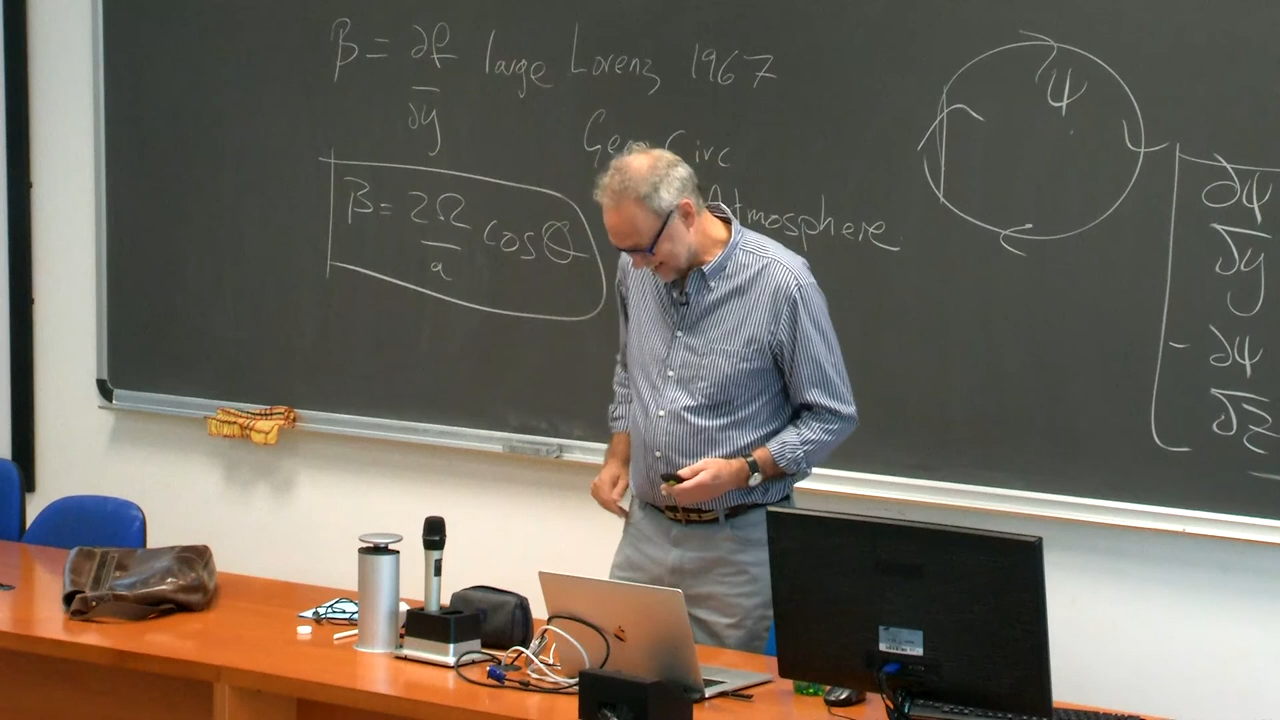 β = ∂f/∂y large Lorenz 1967
Gen Circ
Atmosphere
β = 2Ω/a cosθ
ψ
∂ψ/∂y
- ∂ψ/∂z